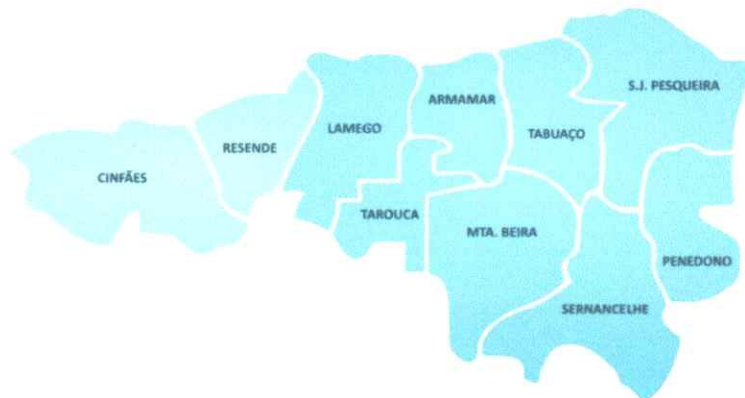 S.J. PESQUEIRA
ARMAMAR
LAMEGO
TABUAÇO
RESENDE
CINFÃES
TAROUCA
MTA. BEIRA
PENEDONO
SERNANCELHE